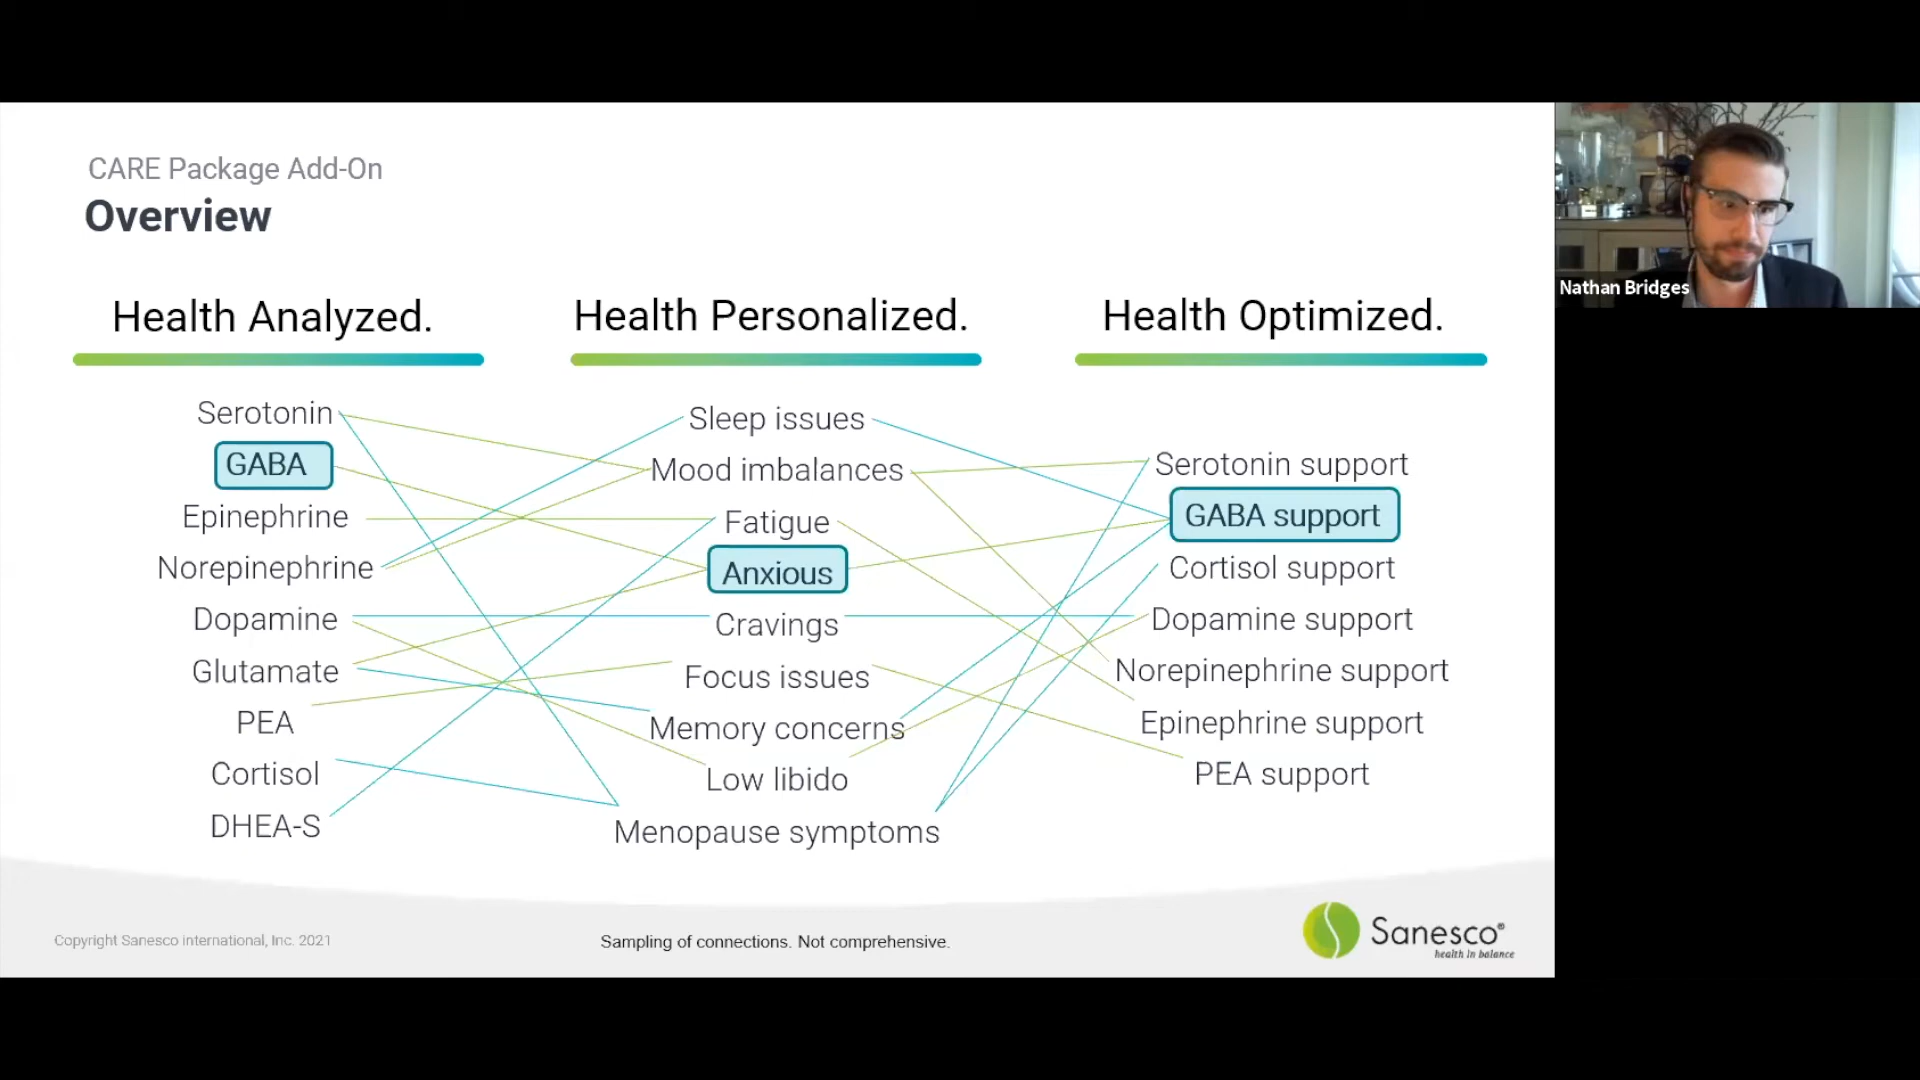 CARE Package Add-On
Overview
Health Analyzed.
Serotonin
GABA
Epinephrine
Norepinephrine
Dopamine
Glutamate
PEA
Cortisol
DHEA-S
Health Personalized.
Sleep issues
Mood imbalances
Fatigue
Anxious
Cravings
Focus issues
Memory concerns
Low libido
Menopause symptoms
Health Optimized.
Serotonin support
GABA support
Cortisol support
Dopamine support
Norepinephrine support
Epinephrine support
PEA support
Nathan Bridges
Copyright Sanesco international, Inc. 2021
Sampling of connections. Not comprehensive.
Sanesco®
health in balance